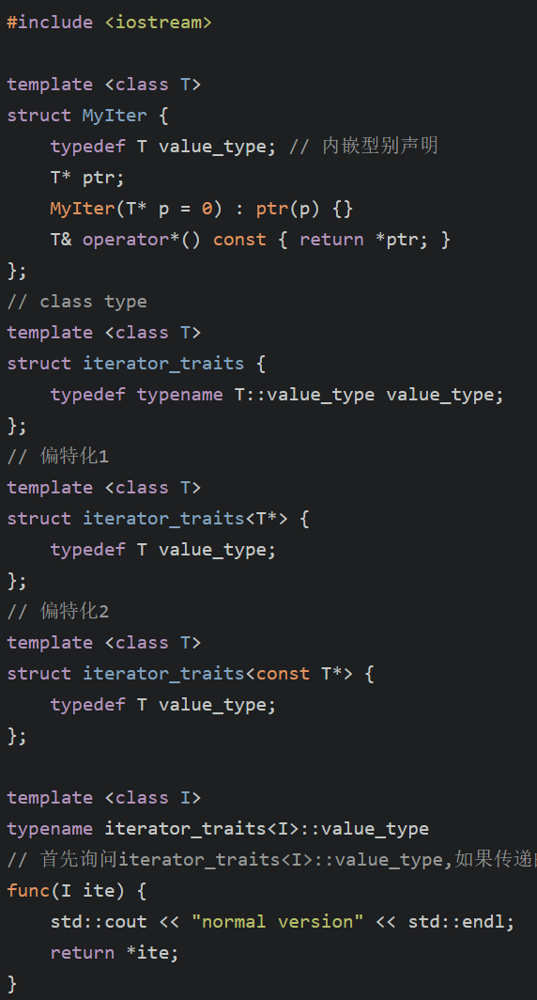 #include <iostream>

template <class T>
struct MyIter {
    typedef T value_type; // 内嵌型别声明
    T* ptr;
    MyIter(T* p = 0) : ptr(p) {}
    T& operator*() const { return *ptr; }
};
// class type
template <class T>
struct iterator_traits {
    typedef typename T::value_type value_type;
};
// 偏特化1
template <class T>
struct iterator_traits<T*> {
    typedef T value_type;
};
// 偏特化2
template <class T>
struct iterator_traits<const T*> {
    typedef T value_type;
};

template <class I>
typename iterator_traits<I>::value_type
// 首先询问iterator_traits<I>::value_type,如果传递
func(I ite) {
    std::cout << "normal version" << std::endl;
    return *ite;
}